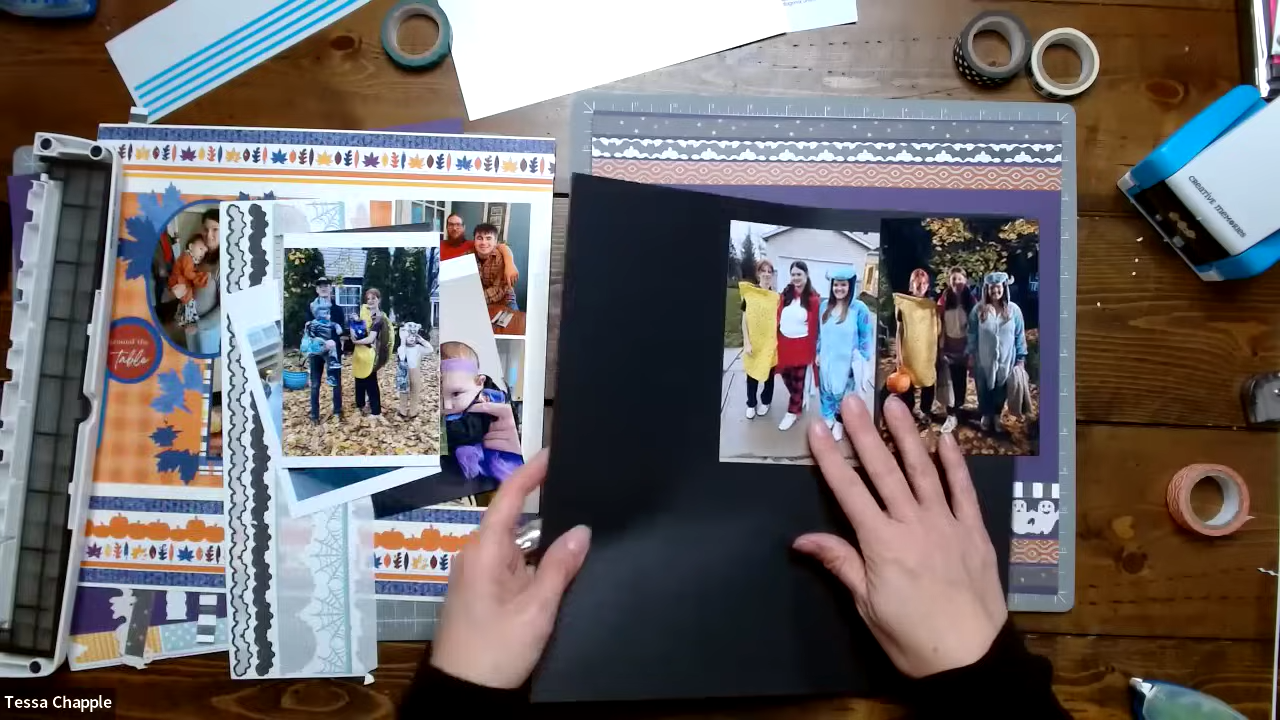 creative memories
around the
table
Tessa Chapple